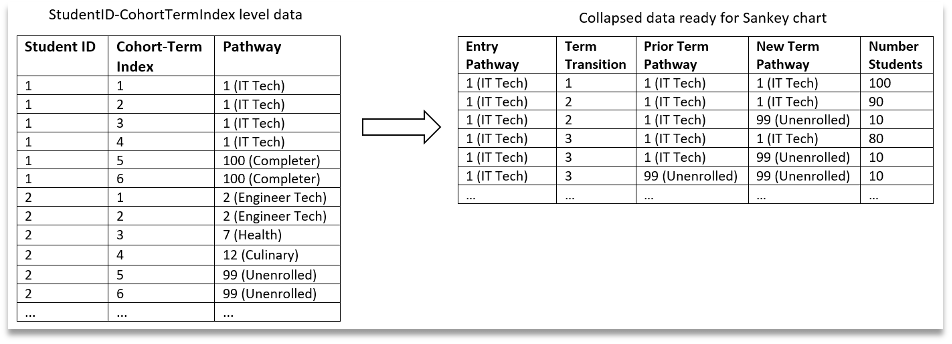 StudentID-CohortTermIndex level data
Student ID Cohort-Term Index Pathway
1 1 1 (IT Tech)
1 2 1 (IT Tech)
1 3 1 (IT Tech)
1 4 1 (IT Tech)
1 5 100 (Completer)
1 6 100 (Completer)
2 1 2 (Engineer Tech)
2 2 2 (Engineer Tech)
2 3 7 (Health)
2 4 12 (Culinary)
2 5 99 (Unenrolled)
2 6 99 (Unenrolled)
... ... ...
Collapsed data ready for Sankey chart
Entry Pathway Term Transition Prior Term Pathway New Term Pathway Number Students
1 (IT Tech) 1 1 (IT Tech) 1 (IT Tech) 100
1 (IT Tech) 2 1 (IT Tech) 1 (IT Tech) 90
1 (IT Tech) 2 1 (IT Tech) 99 (Unenrolled) 10
1 (IT Tech) 3 1 (IT Tech) 1 (IT Tech) 80
1 (IT Tech) 3 1 (IT Tech) 99 (Unenrolled) 10
1 (IT Tech) 3 99 (Unenrolled) 99 (Unenrolled) 10
... ... ... ... ...